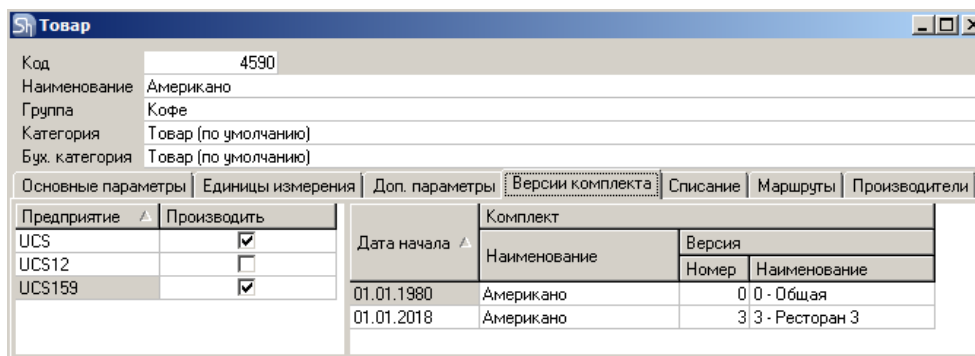 Sh Товар
Код 4590
Наименование Американо
Группа Кофе
Категория Товар (по умолчанию)
Бух. категория Товар (по умолчанию)
Основные параметры Единицы измерения Доп. параметры Версии комплекта Списание Маршруты Производители
Предприятие Производить
UCS
UCS12
UCS159
Дата начала Комплект
Наименование Версия
Номер Наименование
01.01.1980 Американо 0 0 - Общая
01.01.2018 Американо 3 3 - Ресторан 3